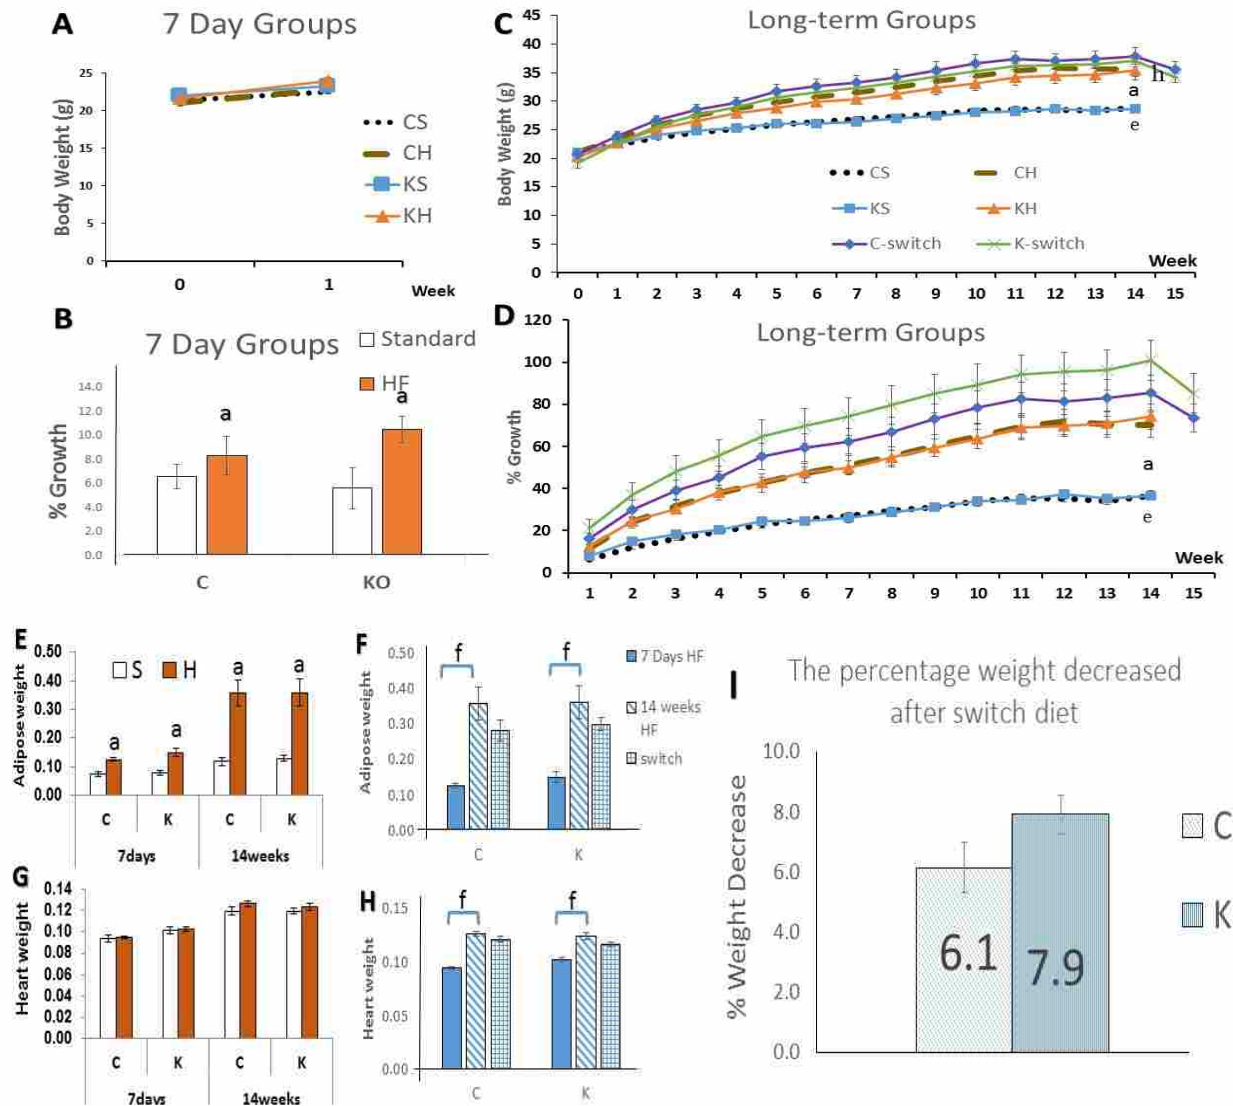 A
7 Day Groups
Body Weight (g)
25
20
15
10
5
0
0
1
Week
CS
CH
KS
KH
C
Long-term Groups
Body Weight (g)
45
40
35
30
25
20
15
10
5
0
h
a
e
CS
CH
KS
KH
C-switch
K-switch
Week
0 1 2 3 4 5 6 7 8 9 10 11 12 13 14 15
B
7 Day Groups
Standard
HF
% Growth
14.0
12.0
10.0
8.0
6.0
4.0
2.0
0.0
a
a
C
KO
D
Long-term Groups
% Growth
120
100
80
60
40
20
0
a
e
Week
1 2 3 4 5 6 7 8 9 10 11 12 13 14 15
E
Adipose weight
0.50
0.40
0.30
0.20
0.10
0.00
S
H
a
a
a
a
C K C K
7days 14weeks
F
Adipose weight
0.50
0.40
0.30
0.20
0.10
0.00
f
f
7 Days HF
14 weeks
HF
switch
C
K
G
Heart weight
0.14
0.12
0.10
0.08
0.06
0.04
0.02
0.00
C K C K
7days 14weeks
H
Heart weight
0.15
0.10
0.05
0.00
f
f
C
K
I
The percentage weight decreased
after switch diet
% Weight Decrease
10.0
8.0
6.0
4.0
2.0
0.0
6.1
7.9
C
K